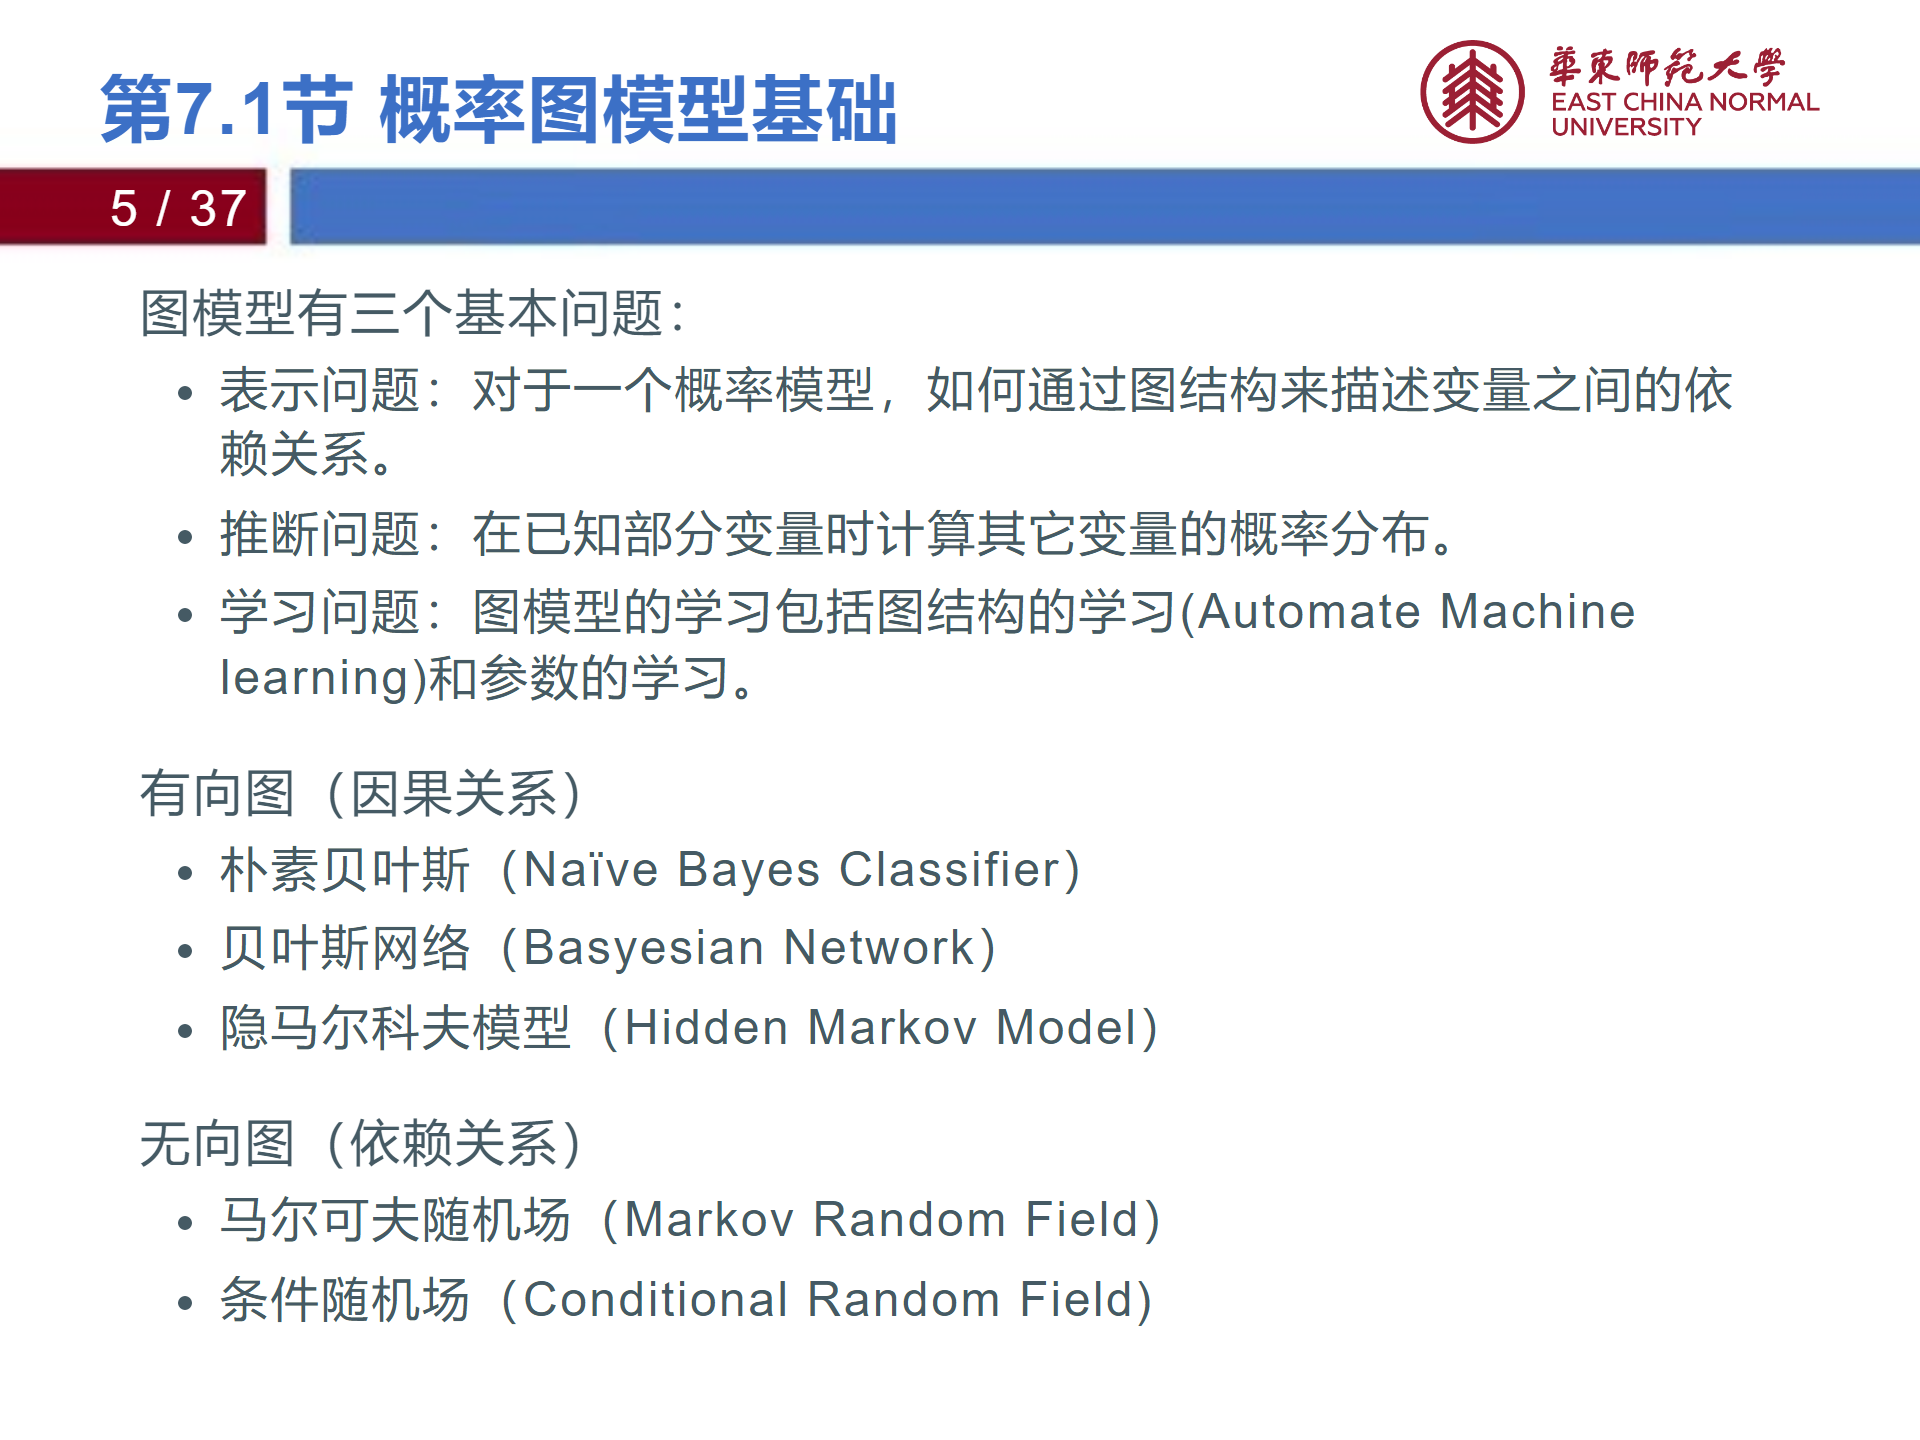 第7.1节 概率图模型基础
華東師範大學
EAST CHINA NORMAL
UNIVERSITY
5 / 37
图模型有三个基本问题：
• 表示问题：对于一个概率模型，如何通过图结构来描述变量之间的依
赖关系。
• 推断问题：在已知部分变量时计算其它变量的概率分布。
• 学习问题：图模型的学习包括图结构的学习(Automate Machine
learning)和参数的学习。
有向图（因果关系）
• 朴素贝叶斯（Naïve Bayes Classifier）
• 贝叶斯网络（Basyesian Network）
• 隐马尔科夫模型（Hidden Markov Model）
无向图（依赖关系）
• 马尔可夫随机场（Markov Random Field）
• 条件随机场（Conditional Random Field)